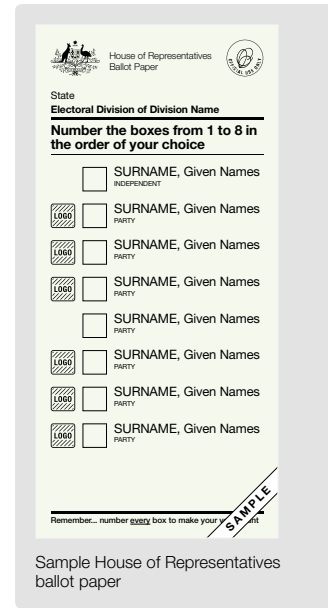 House of Representatives
Ballot Paper
OFFICIAL USE ONLY
State
Electoral Division of Division Name
Number the boxes from 1 to 8 in
the order of your choice
SURNAME, Given Names
INDEPENDENT
LOGO
SURNAME, Given Names
PARTY
LOGO
SURNAME, Given Names
PARTY
LOGO
SURNAME, Given Names
PARTY
SURNAME, Given Names
PARTY
LOGO
SURNAME, Given Names
PARTY
LOGO
SURNAME, Given Names
PARTY
LOGO
SURNAME, Given Names
PARTY
SAMPLE
Remember... number every box to make your
Sample House of Representatives
ballot paper